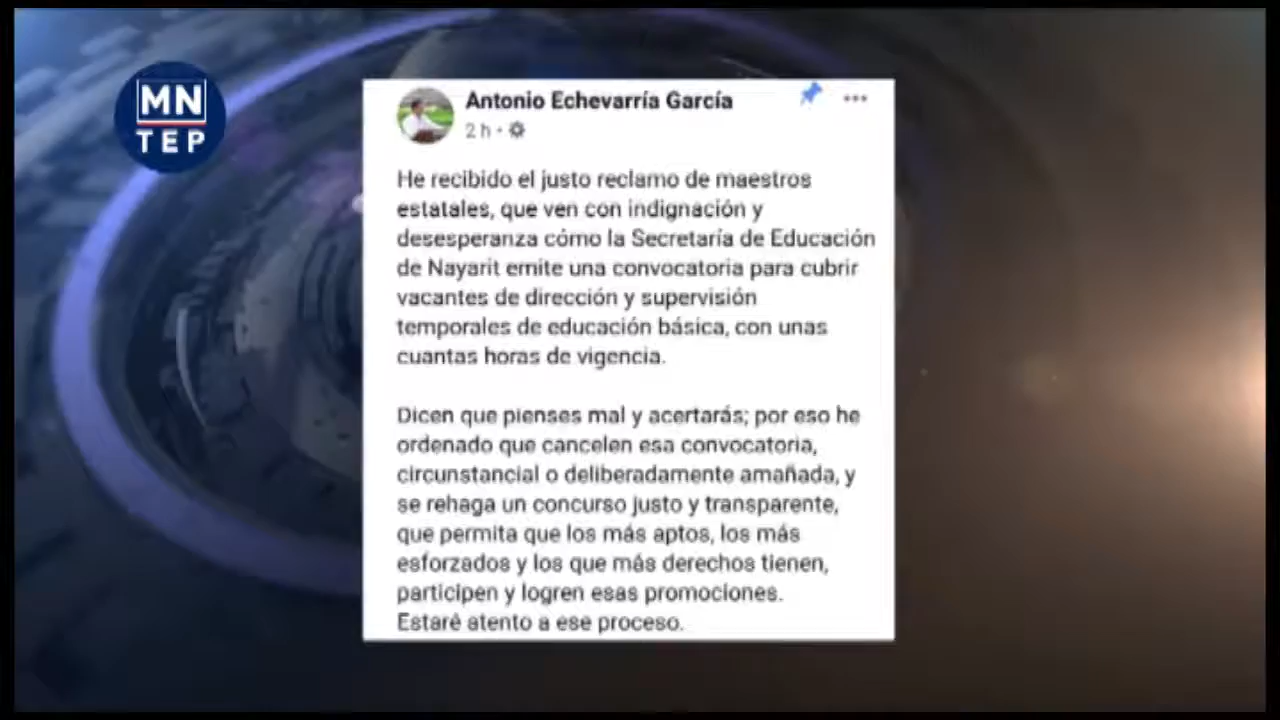 MN
TEP
Antonio Echevarría García
2 h
He recibido el justo reclamo de maestros
estatales, que ven con indignación y
desesperanza cómo la Secretaría de Educación
de Nayarit emite una convocatoria para cubrir
vacantes de dirección y supervisión
temporales de educación básica, con unas
cuantas horas de vigencia.
Dicen que pienses mal y acertarás; por eso he
ordenado que cancelen esa convocatoria,
circunstancial o deliberadamente amañada, y
se rehaga un concurso justo y transparente,
que permita que los más aptos, los más
esforzados y los que más derechos tienen,
participen y logren esas promociones.
Estaré atento a ese proceso.